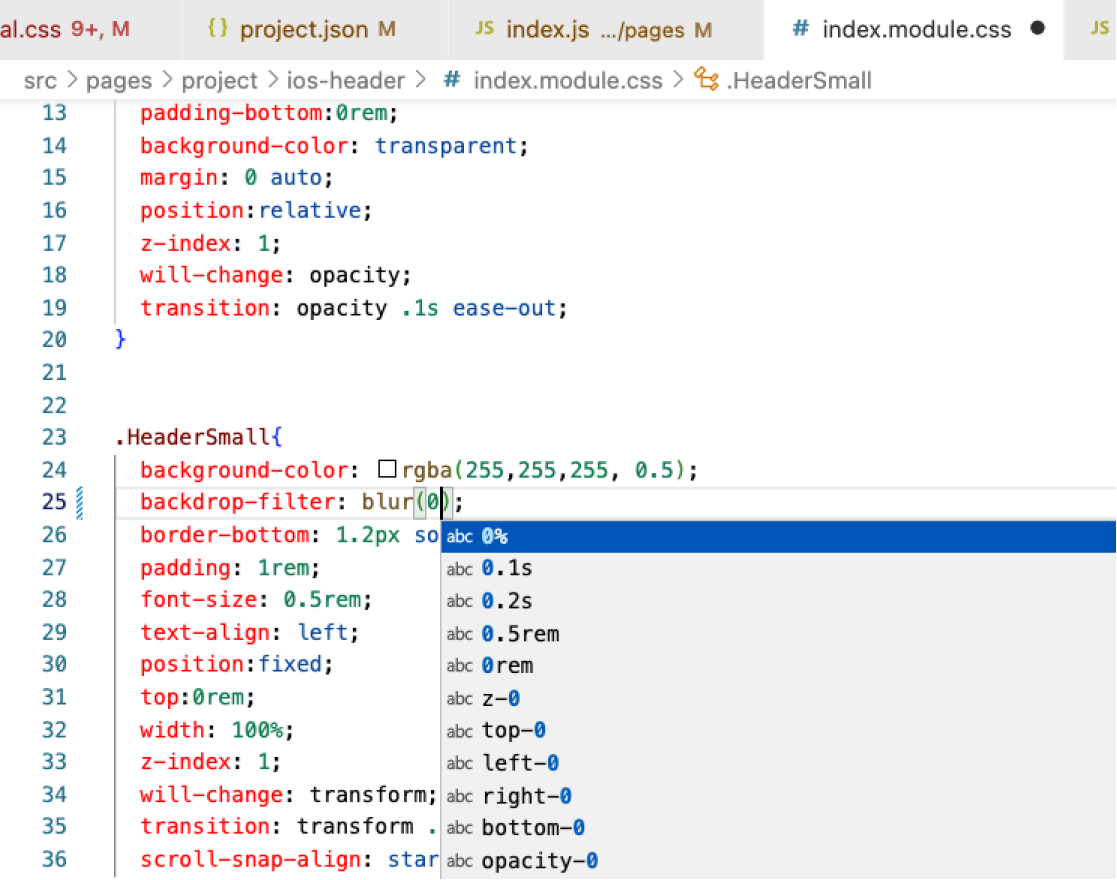 al.css 9+, M {} project.json M JS index.js .../pages M # index.module.css ● JS
src > pages > project > ios-header > # index.module.css > .HeaderSmall
13 padding-bottom:0rem;
14 background-color: transparent;
15 margin: 0 auto;
16 position:relative;
17 z-index: 1;
18 will-change: opacity;
19 transition: opacity .1s ease-out;
20 }
21
22
23 .HeaderSmall{
24 background-color: rgba(255,255,255, 0.5);
25 backdrop-filter: blur(0);
26 border-bottom: 1.2px so
27 padding: 1rem;
28 font-size: 0.5rem;
29 text-align: left;
30 position:fixed;
31 top:0rem;
32 width: 100%;
33 z-index: 1;
34 will-change: transform;
35 transition: transform .
36 scroll-snap-align: star
abc 0%
abc 0.1s
abc 0.2s
abc 0.5rem
abc 0rem
abc z-0
abc top-0
abc left-0
abc right-0
abc bottom-0
abc opacity-0